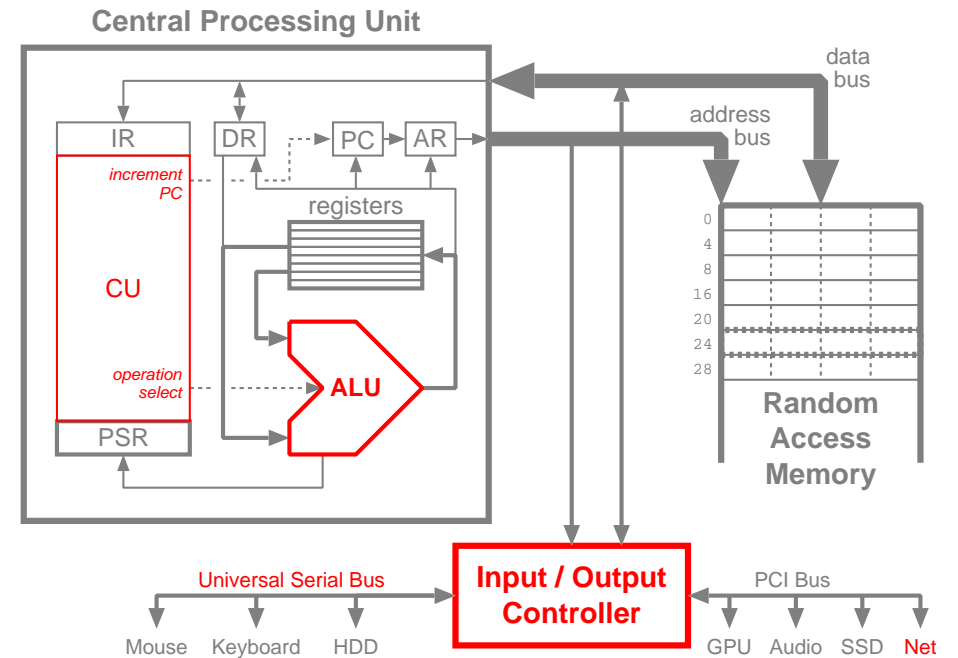 Central Processing Unit
data
bus
address
bus
IR
DR
PC
AR
increment
PC
registers
CU
operation
select
ALU
PSR
0
4
8
16
20
24
28
Random
Access
Memory
Universal Serial Bus
Input / Output
Controller
PCI Bus
Mouse
Keyboard
HDD
GPU
Audio
SSD
Net